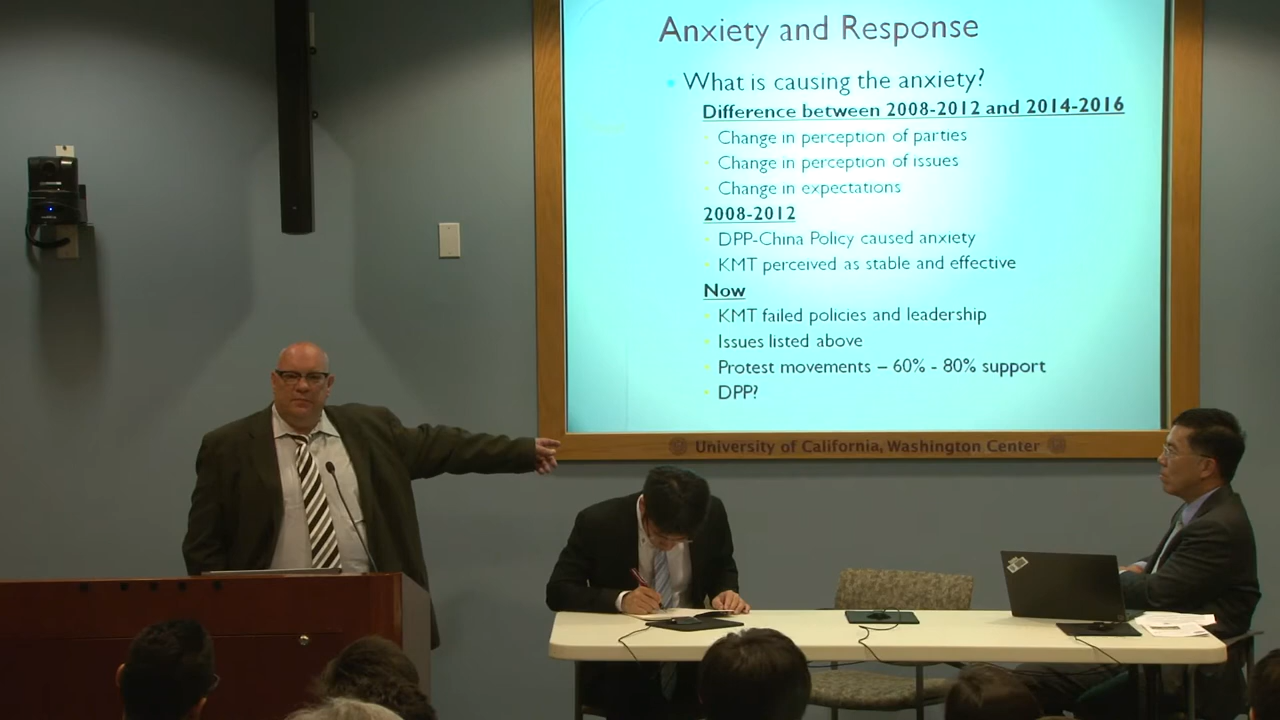 Anxiety and Response
What is causing the anxiety?
Difference between 2008-2012 and 2014-2016
Change in perception of parties
Change in perception of issues
Change in expectations
2008-2012
DPP-China Policy caused anxiety
KMT perceived as stable and effective
Now
KMT failed policies and leadership
Issues listed above
Protest movements – 60% - 80% support
DPP?
University of California, Washington Center